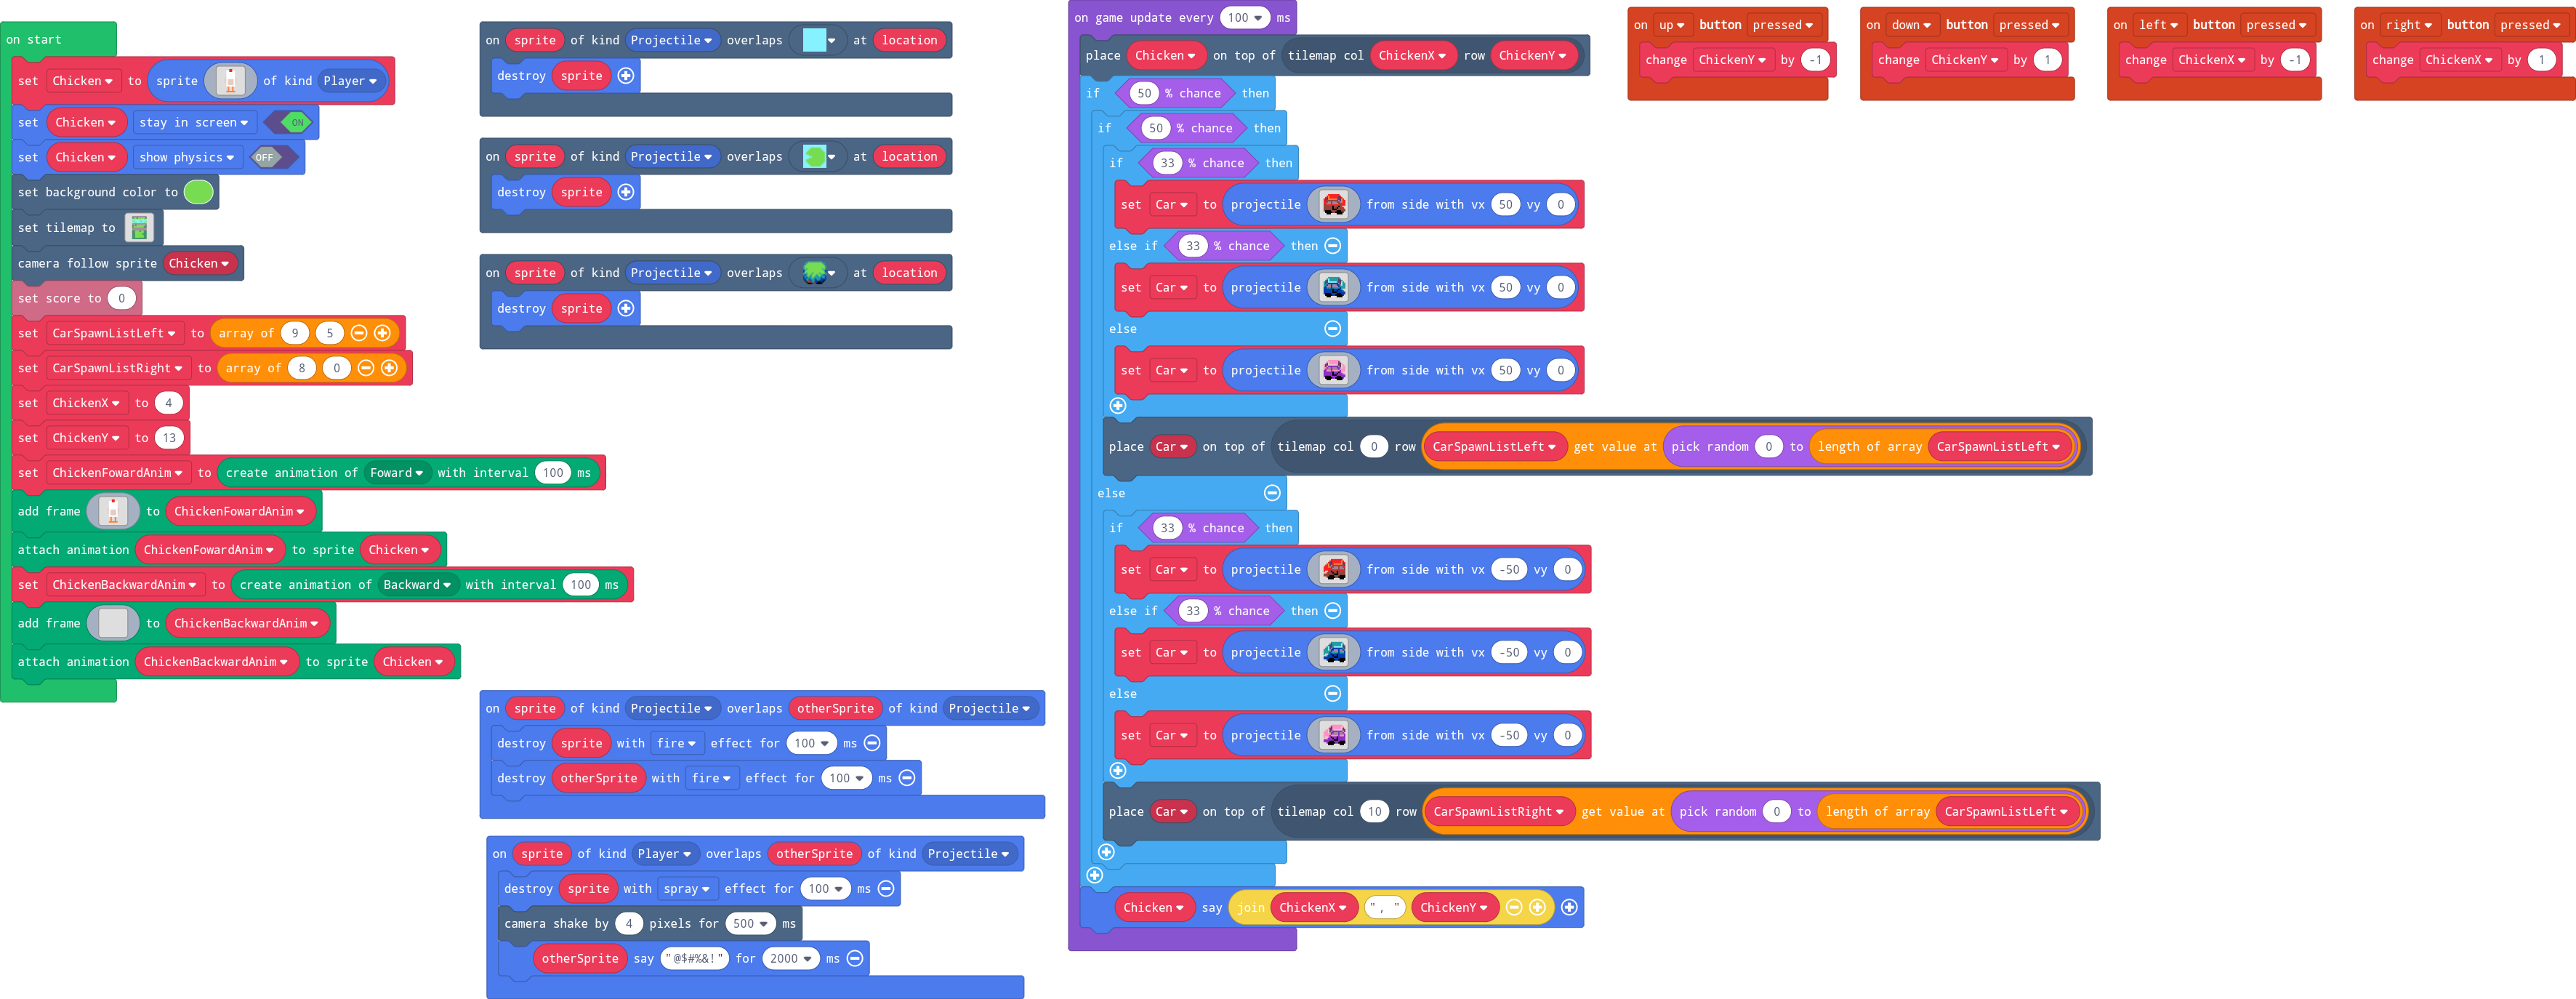 on start
set Chicken to sprite of kind Player
set Chicken stay in screen ON
set Chicken show physics OFF
set background color to
set tilemap to
camera follow sprite Chicken
set score to 0
set CarSpawnListLeft to array of 9 5
set CarSpawnListRight to array of 8 0
set ChickenX to 4
set ChickenY to 13
set ChickenFowardAnim to create animation of Foward with interval 100 ms
add frame to ChickenFowardAnim
attach animation ChickenFowardAnim to sprite Chicken
set ChickenBackwardAnim to create animation of Backward with interval 100 ms
add frame to ChickenBackwardAnim
attach animation ChickenBackwardAnim to sprite Chicken
on sprite of kind Projectile overlaps at location
destroy sprite
on sprite of kind Projectile overlaps at location
destroy sprite
on sprite of kind Projectile overlaps at location
destroy sprite
on sprite of kind Projectile overlaps otherSprite of kind Projectile
destroy sprite with fire effect for 100 ms
destroy otherSprite with fire effect for 100 ms
on sprite of kind Player overlaps otherSprite of kind Projectile
destroy sprite with spray effect for 100 ms
camera shake by 4 pixels for 500 ms
otherSprite say "@$#%&!" for 2000 ms
on game update every 100 ms
place Chicken on top of tilemap col ChickenX row ChickenY
if 50 % chance then
if 50 % chance then
if 33 % chance then
set Car to projectile from side with vx 50 vy 0
else if 33 % chance then
set Car to projectile from side with vx 50 vy 0
else
set Car to projectile from side with vx 50 vy 0
place Car on top of tilemap col 0 row CarSpawnListLeft get value at pick random 0 to length of array CarSpawnListLeft
else
if 33 % chance then
set Car to projectile from side with vx -50 vy 0
else if 33 % chance then
set Car to projectile from side with vx -50 vy 0
else
set Car to projectile from side with vx -50 vy 0
place Car on top of tilemap col 10 row CarSpawnListRight get value at pick random 0 to length of array CarSpawnListLeft
Chicken say join ChickenX ", " ChickenY
on up button pressed
change ChickenY by -1
on down button pressed
change ChickenY by 1
on left button pressed
change ChickenX by -1
on right button pressed
change ChickenX by 1